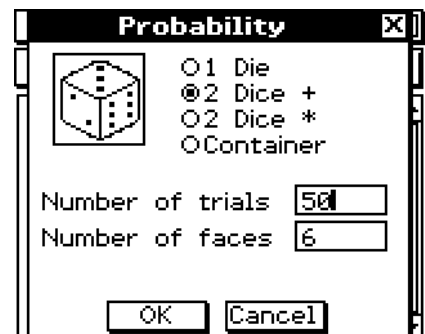 Probability
1 Die
2 Dice +
2 Dice *
Container
Number of trials 50
Number of faces 6
OK Cancel